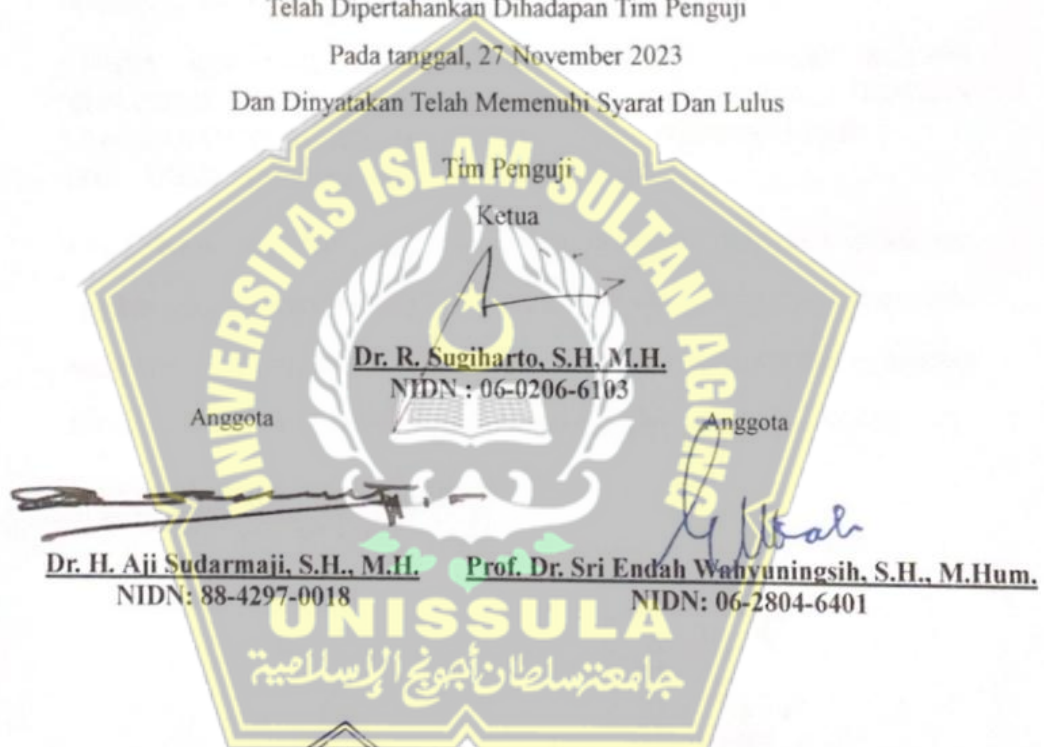 Telah Dipertahankan Dihadapan Tim Penguji
Pada tanggal, 27 November 2023
Dan Dinyatakan Telah Memenuhi Syarat Dan Lulus
Tim Penguji
Ketua
UNIVERSITAS ISLAM SULTAN AGUNG
Dr. R. Sugiharto, S.H, M.H.
NIDN : 06-0206-6103
Anggota
Anggota
Dr. H. Aji Sudarmaji, S.H., M.H.
NIDN: 88-4297-0018
Prof. Dr. Sri Endah Wahyuningsih, S.H., M.Hum.
NIDN: 06-2804-6401
UNISSULA
جامعة سلطان أجونج الإسلامية